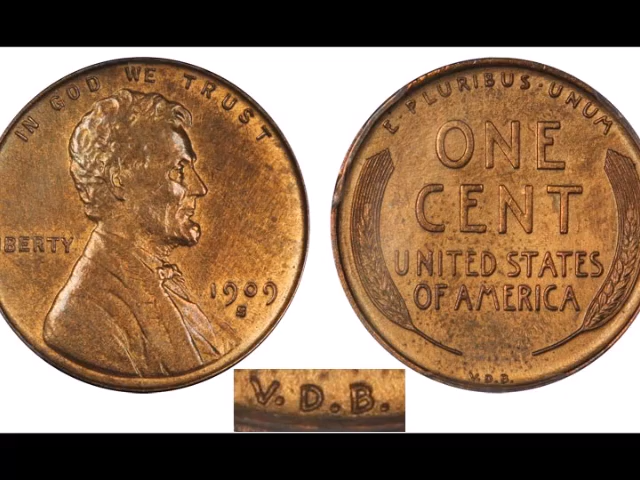 IN GOD WE TRUST
BERTY
1909
S
E·PLURIBUS·UNUM
ONE
CENT
UNITED STATES
OF AMERICA
V.D.B.
V.D.B.